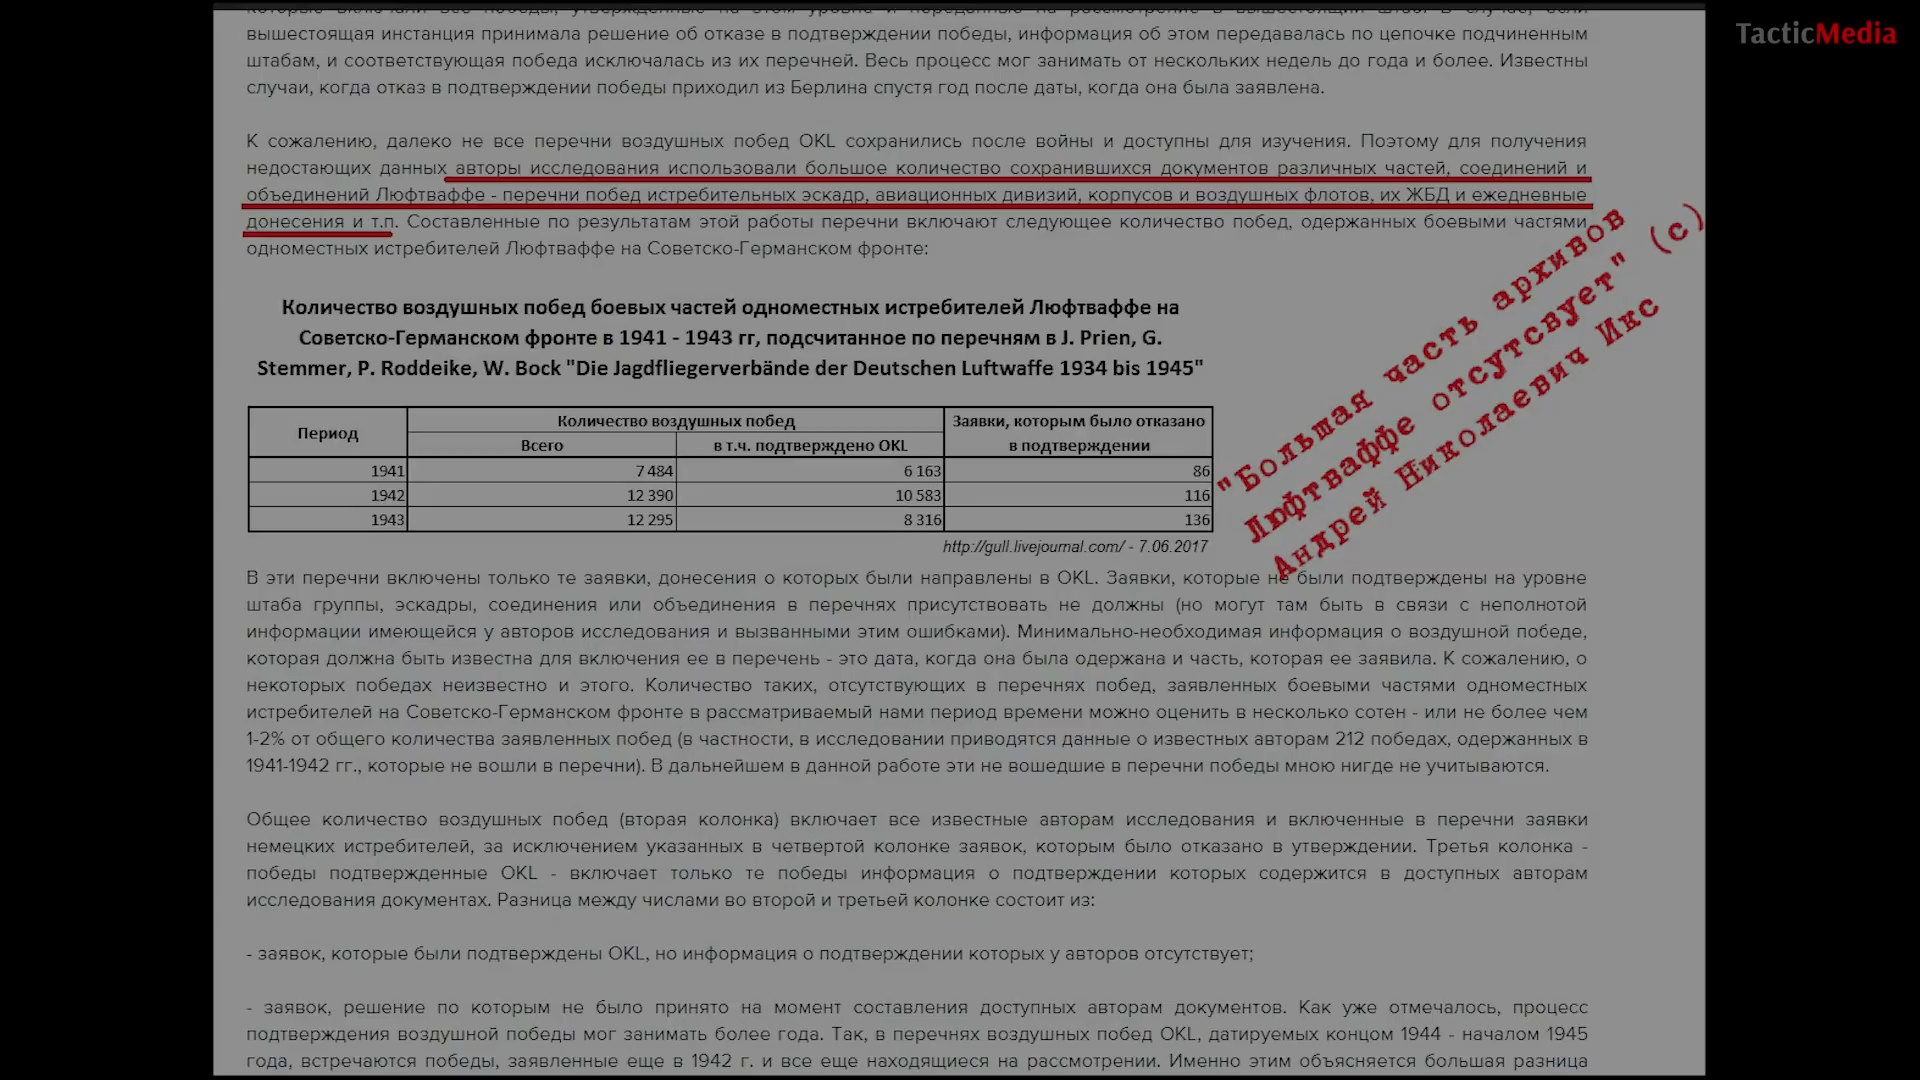 TacticMedia
вышестоящая инстанция принимала решение об отказе в подтверждении победы, информация об этом передавалась по цепочке подчиненным
штабам, и соответствующая победа исключалась из их перечней. Весь процесс мог занимать от нескольких недель до года и более. Известны
случаи, когда отказ в подтверждении победы приходил из Берлина спустя год после даты, когда она была заявлена.
К сожалению, далеко не все перечни воздушных побед OKL сохранились после войны и доступны для изучения. Поэтому для получения
недостающих данных авторы исследования использовали большое количество сохранившихся документов различных частей, соединений и
объединений Люфтваффе - перечни побед истребительных эскадр, авиационных дивизий, корпусов и воздушных флотов, их ЖБД и ежедневные
донесения и т.п. Составленные по результатам этой работы перечни включают следующее количество побед, одержанных боевыми частями
одноместных истребителей Люфтваффе на Советско-Германском фронте:
"Большая часть архивов
Люфтваффе отсутсвует" (с)
Андрей Николаевич Икс
Количество воздушных побед боевых частей одноместных истребителей Люфтваффе на
Советско-Германском фронте в 1941 - 1943 гг, подсчитанное по перечням в J. Prien, G.
Stemmer, P. Roddeike, W. Bock "Die Jagdfliegerverbände der Deutschen Luftwaffe 1934 bis 1945"
Период Количество воздушных побед Заявки, которым было отказано
Всего в т.ч. подтверждено OKL в подтверждении
1941 7 484 6 163 86
1942 12 390 10 583 116
1943 12 295 8 316 136
http://gull.livejournal.com/ - 7.06.2017
В эти перечни включены только те заявки, донесения о которых были направлены в OKL. Заявки, которые не были подтверждены на уровне
штаба группы, эскадры, соединения или объединения в перечнях присутствовать не должны (но могут там быть в связи с неполнотой
информации имеющейся у авторов исследования и вызванными этим ошибками). Минимально-необходимая информация о воздушной победе,
которая должна быть известна для включения ее в перечень - это дата, когда она была одержана и часть, которая ее заявила. К сожалению, о
некоторых победах неизвестно и этого. Количество таких, отсутствующих в перечнях побед, заявленных боевыми частями одноместных
истребителей на Советско-Германском фронте в рассматриваемый нами период времени можно оценить в несколько сотен - или не более чем
1-2% от общего количества заявленных побед (в частности, в исследовании приводятся данные о известных авторам 212 победах, одержанных в
1941-1942 гг., которые не вошли в перечни). В дальнейшем в данной работе эти не вошедшие в перечни победы мною нигде не учитываются.
Общее количество воздушных побед (вторая колонка) включает все известные авторам исследования и включенные в перечни заявки
немецких истребителей, за исключением указанных в четвертой колонке заявок, которым было отказано в утверждении. Третья колонка -
победы подтвержденные OKL - включает только те победы информация о подтверждении которых содержится в доступных авторам
исследования документах. Разница между числами во второй и третьей колонке состоит из:
- заявок, которые были подтверждены OKL, но информация о подтверждении которых у авторов отсутствует;
- заявок, решение по которым не было принято на момент составления доступных авторам документов. Как уже отмечалось, процесс
подтверждения воздушной победы мог занимать более года. Так, в перечнях воздушных побед OKL, датируемых концом 1944 - началом 1945
года, встречаются победы, заявленные еще в 1942 г. и все еще находящиеся на рассмотрении. Именно этим объясняется большая разница